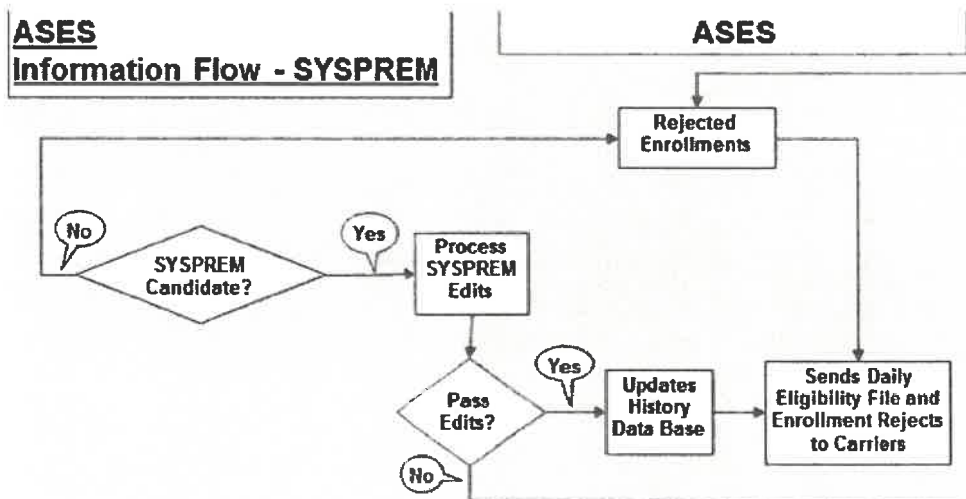 ASES
Information Flow - SYSPREM
ASES
Rejected
Enrollments
No
SYSPREM
Candidate?
Yes
Process
SYSPREM
Edits
Pass
Edits?
Yes
Updates
History
Data Base
Sends Daily
Eligibility File and
Enrollment Rejects
to Carriers
No